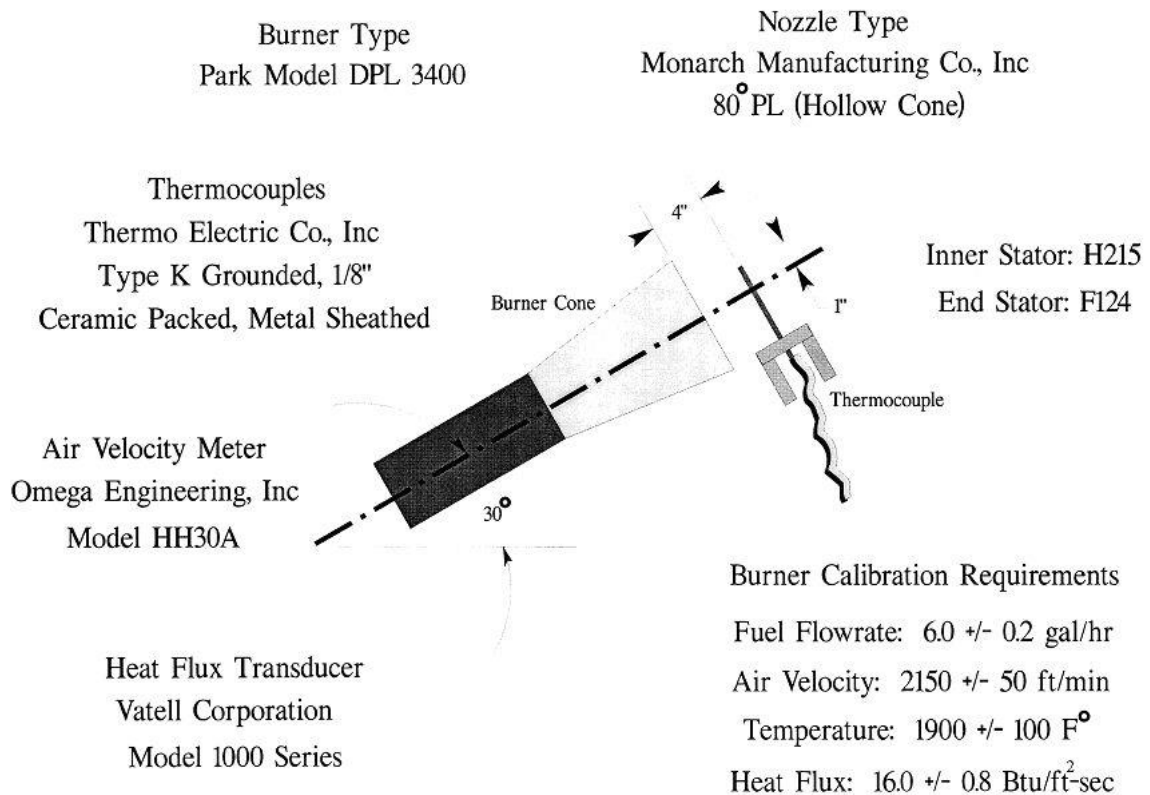 Burner Type
Park Model DPL 3400
Nozzle Type
Monarch Manufacturing Co., Inc
80° PL (Hollow Cone)
Thermocouples
Thermo Electric Co., Inc
Type K Grounded, 1/8"
Ceramic Packed, Metal Sheathed
4"
Inner Stator: H215
End Stator: F124
Burner Cone
1"
Thermocouple
Air Velocity Meter
Omega Engineering, Inc
Model HH30A
30°
Heat Flux Transducer
Vatell Corporation
Model 1000 Series
Burner Calibration Requirements
Fuel Flowrate: 6.0 +/- 0.2 gal/hr
Air Velocity: 2150 +/- 50 ft/min
Temperature: 1900 +/- 100 F°
Heat Flux: 16.0 +/- 0.8 Btu/ft²-sec